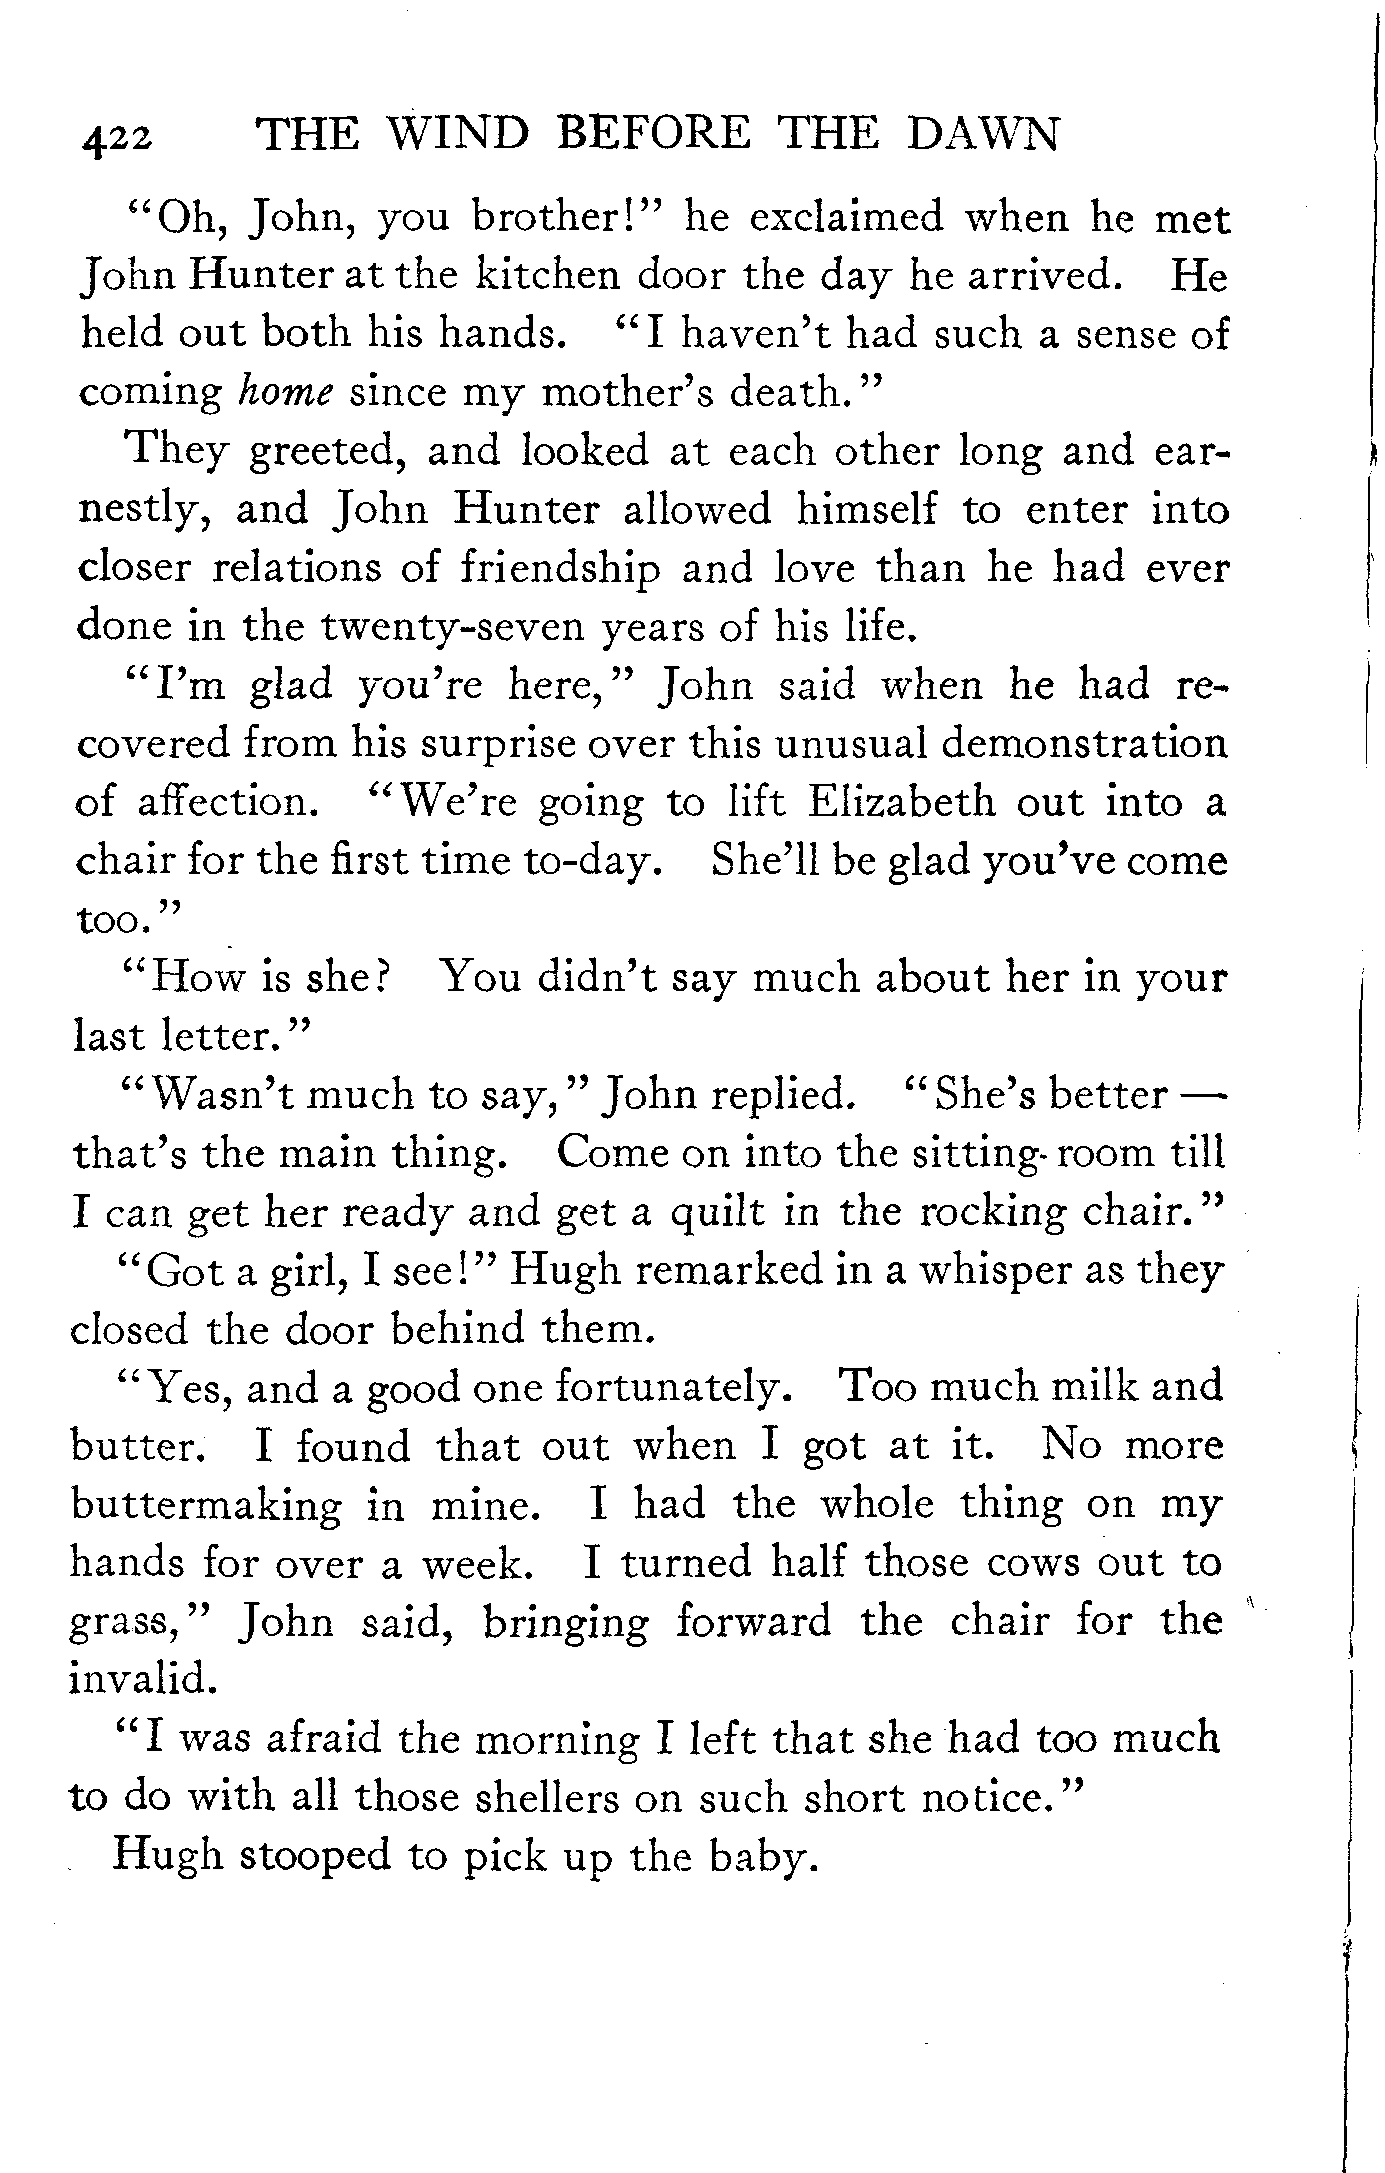 422 THE WIND BEFORE THE DAWN
"Oh, John, you brother!" he exclaimed when he met
John Hunter at the kitchen door the day he arrived. He
held out both his hands. "I haven't had such a sense of
coming home since my mother's death."
They greeted, and looked at each other long and ear-
nestly, and John Hunter allowed himself to enter into
closer relations of friendship and love than he had ever
done in the twenty-seven years of his life.
"I'm glad you're here," John said when he had re-
covered from his surprise over this unusual demonstration
of affection. "We're going to lift Elizabeth out into a
chair for the first time to-day. She'll be glad you've come
too."
"How is she? You didn't say much about her in your
last letter."
"Wasn't much to say," John replied. "She's better —
that's the main thing. Come on into the sitting-room till
I can get her ready and get a quilt in the rocking chair."
"Got a girl, I see!" Hugh remarked in a whisper as they
closed the door behind them.
"Yes, and a good one fortunately. Too much milk and
butter. I found that out when I got at it. No more
buttermaking in mine. I had the whole thing on my
hands for over a week. I turned half those cows out to
grass," John said, bringing forward the chair for the
invalid.
"I was afraid the morning I left that she had too much
to do with all those shellers on such short notice."
Hugh stooped to pick up the baby.